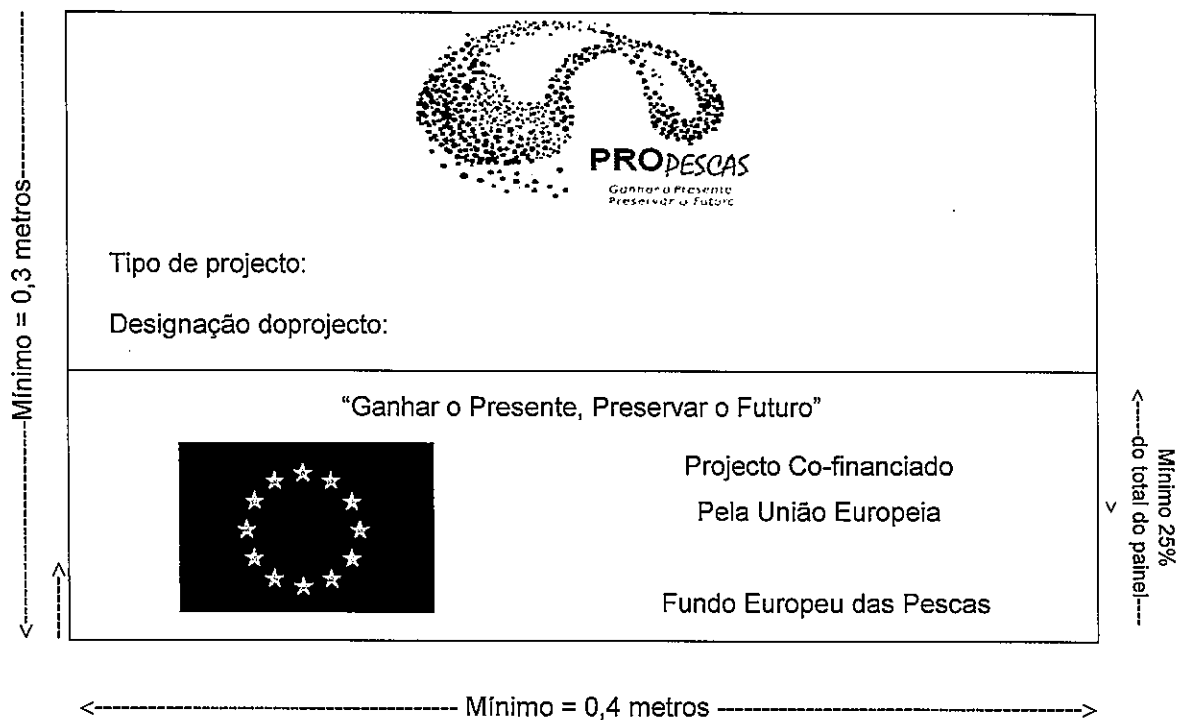 PROPESCAS
Ganhar o Presente
Preservar o Futuro
Tipo de projecto:
Designação doprojecto:
“Ganhar o Presente, Preservar o Futuro”
Projecto Co-financiado
Pela União Europeia
Fundo Europeu das Pescas
<-----Mínimo = 0,3 metros----->
Mínimo 25%
<-----do total do painel----->
<----- Mínimo = 0,4 metros ----->